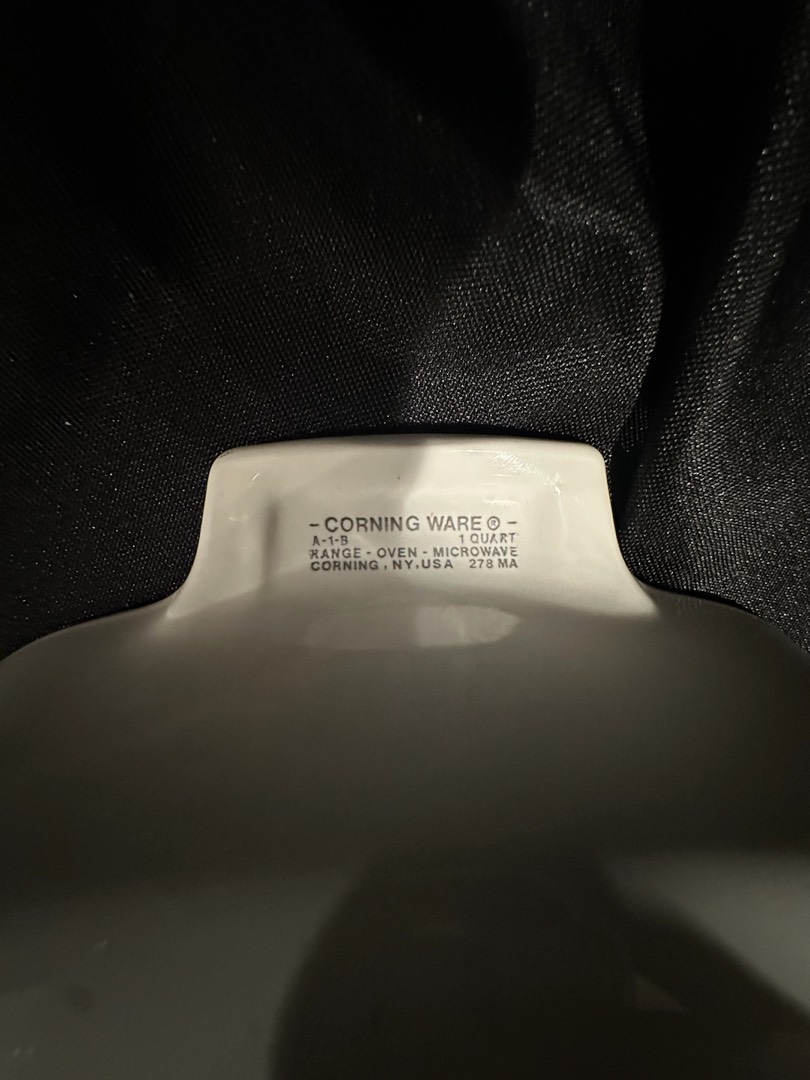 - CORNING WARE ® -
A-1-B 1 QUART
RANGE - OVEN - MICROWAVE
CORNING , NY, USA 278 MA